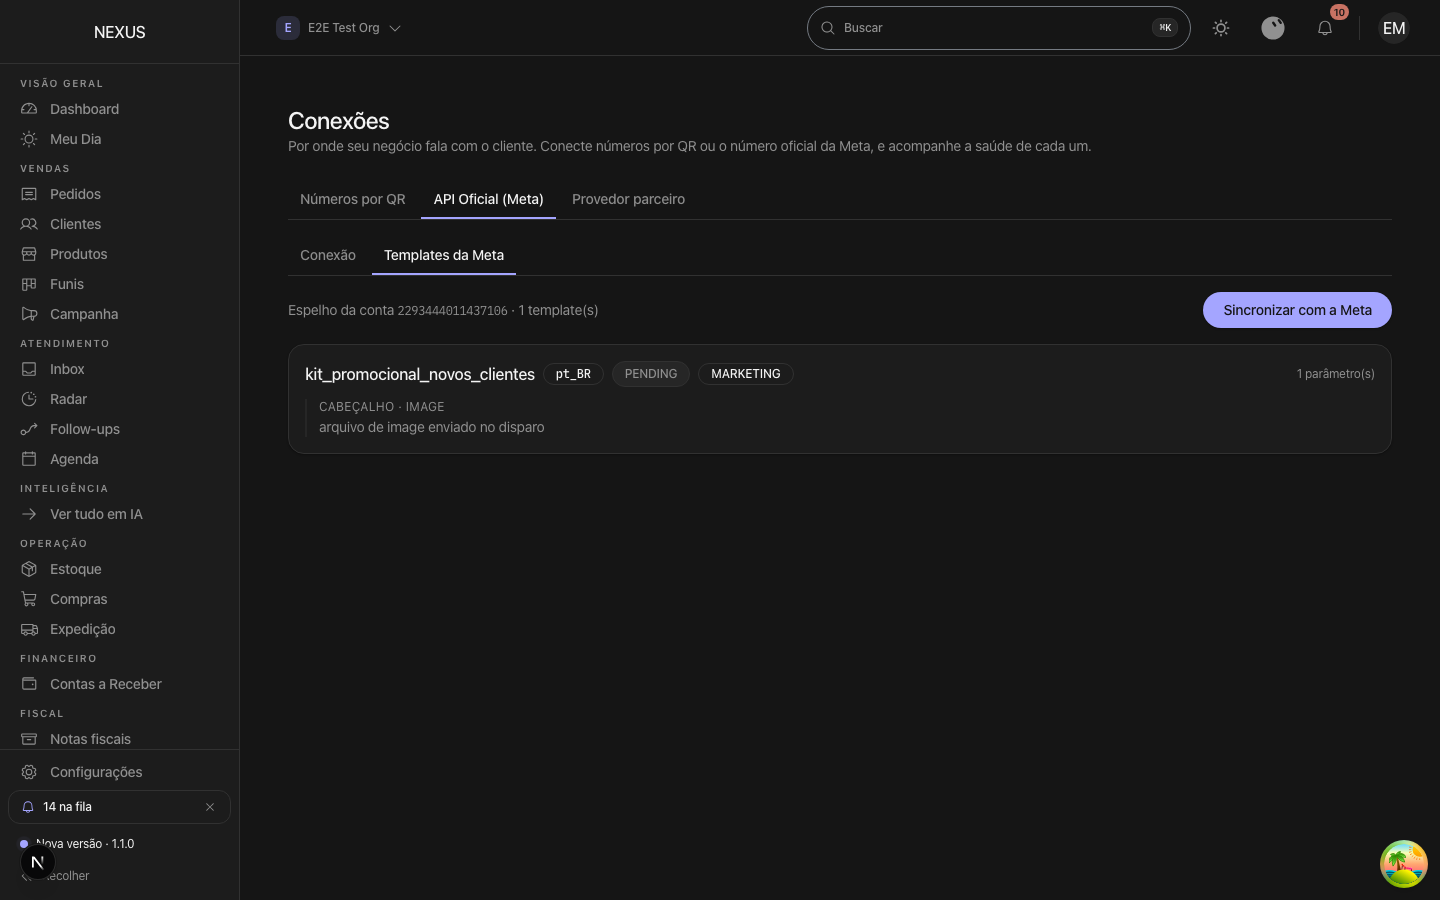 NEXUS
VISÃO GERAL
Dashboard
Meu Dia
VENDAS
Pedidos
Clientes
Produtos
Funis
Campanha
ATENDIMENTO
Inbox
Radar
Follow-ups
Agenda
INTELIGÊNCIA
Ver tudo em IA
OPERAÇÃO
Estoque
Compras
Expedição
FINANCEIRO
Contas a Receber
FISCAL
Notas fiscais
Configurações
14 na fila
Nova versão · 1.1.0
N
E E2E Test Org
Buscar ⌘K
10
EM
Conexões
Por onde seu negócio fala com o cliente. Conecte números por QR ou o número oficial da Meta, e acompanhe a saúde de cada um.
Números por QR API Oficial (Meta) Provedor parceiro
Conexão Templates da Meta
Espelho da conta 2293444011437106 · 1 template(s)
Sincronizar com a Meta
kit_promocional_novos_clientes pt_BR PENDING MARKETING 1 parâmetro(s)
CABEÇALHO · IMAGE
arquivo de image enviado no disparo